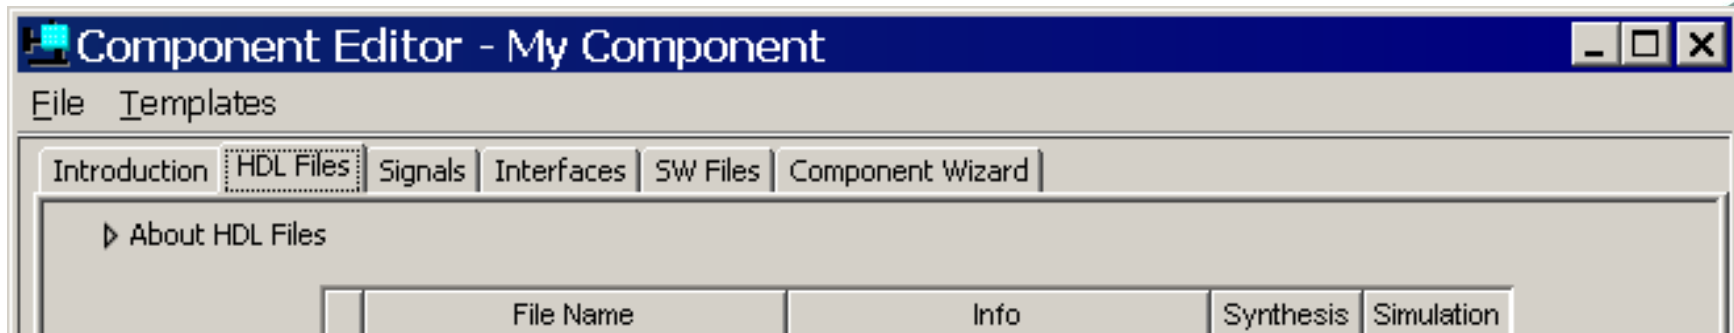 Component Editor - My Component
File Templates
Introduction HDL Files Signals Interfaces SW Files Component Wizard
About HDL Files
File Name Info Synthesis Simulation